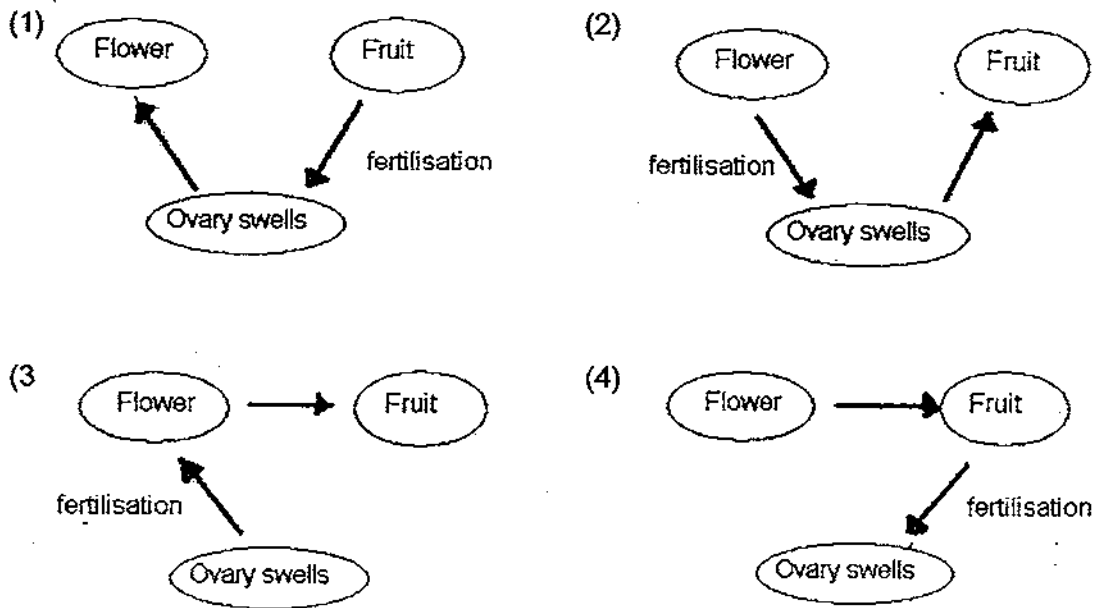 (1)
Flower
Fruit
fertilisation
Ovary swells
(2)
Flower
Fruit
fertilisation
Ovary swells
(3
Flower
Fruit
fertilisation
Ovary swells
(4)
Flower
Fruit
fertilisation
Ovary swells